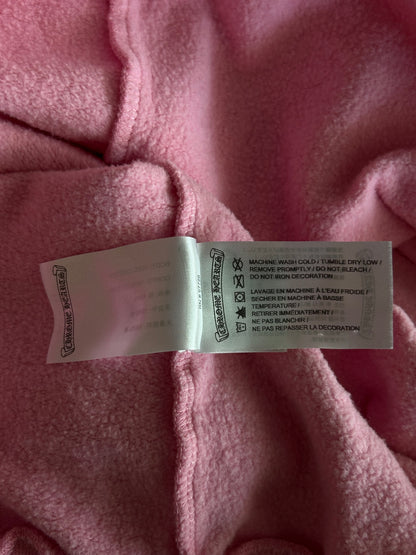 CHROME HEARTS
CHROME HEARTS
MACHINE WASH COLD / TUMBLE DRY LOW /
REMOVE PROMPTLY / DO NOT BLEACH /
DO NOT IRON DECORATION
LAVAGE EN MACHINE À L'EAU FROIDE /
SÉCHER EN MACHINE À BASSE
TEMPÉRATURE /
RETIRER IMMÉDIATEMENT /
NE PAS BLANCHIR /
NE PAS REPASSER LA DÉCORATION